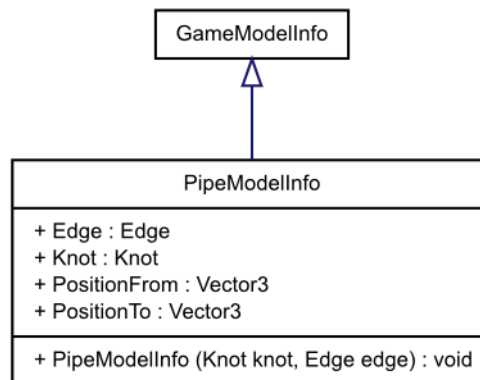 GameModelInfo
PipeModelInfo
+ Edge : Edge
+ Knot : Knot
+ PositionFrom : Vector3
+ PositionTo : Vector3
+ PipeModelInfo (Knot knot, Edge edge) : void